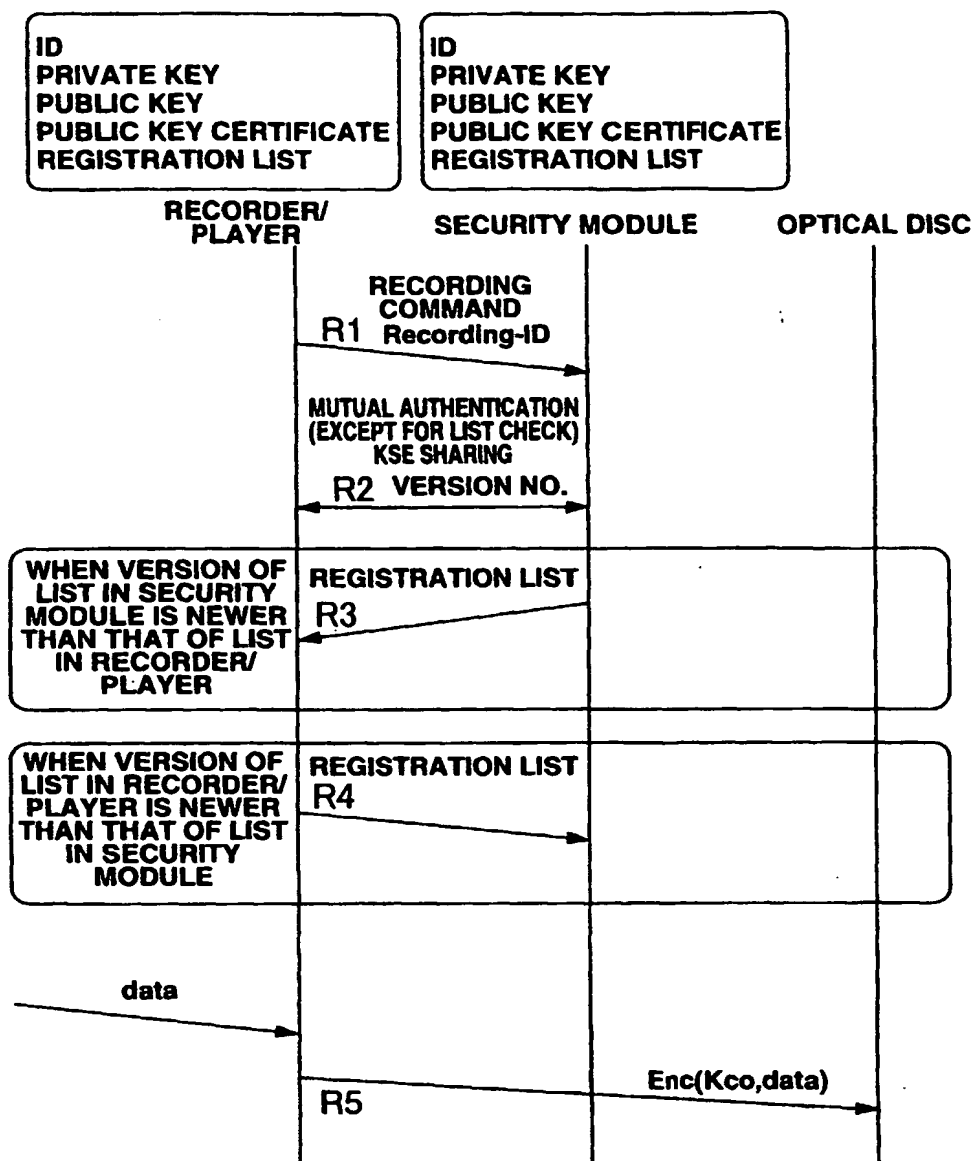 ID
PRIVATE KEY
PUBLIC KEY
PUBLIC KEY CERTIFICATE
REGISTRATION LIST
ID
PRIVATE KEY
PUBLIC KEY
PUBLIC KEY CERTIFICATE
REGISTRATION LIST
RECORDER/
PLAYER
SECURITY MODULE
OPTICAL DISC
RECORDING
COMMAND
R1 Recording-ID
MUTUAL AUTHENTICATION
(EXCEPT FOR LIST CHECK)
KSE SHARING
R2 VERSION NO.
WHEN VERSION OF
LIST IN SECURITY
MODULE IS NEWER
THAN THAT OF LIST
IN RECORDER/
PLAYER
REGISTRATION LIST
R3
WHEN VERSION OF
LIST IN RECORDER/
PLAYER IS NEWER
THAN THAT OF LIST
IN SECURITY
MODULE
REGISTRATION LIST
R4
data
R5
Enc(Kco,data)